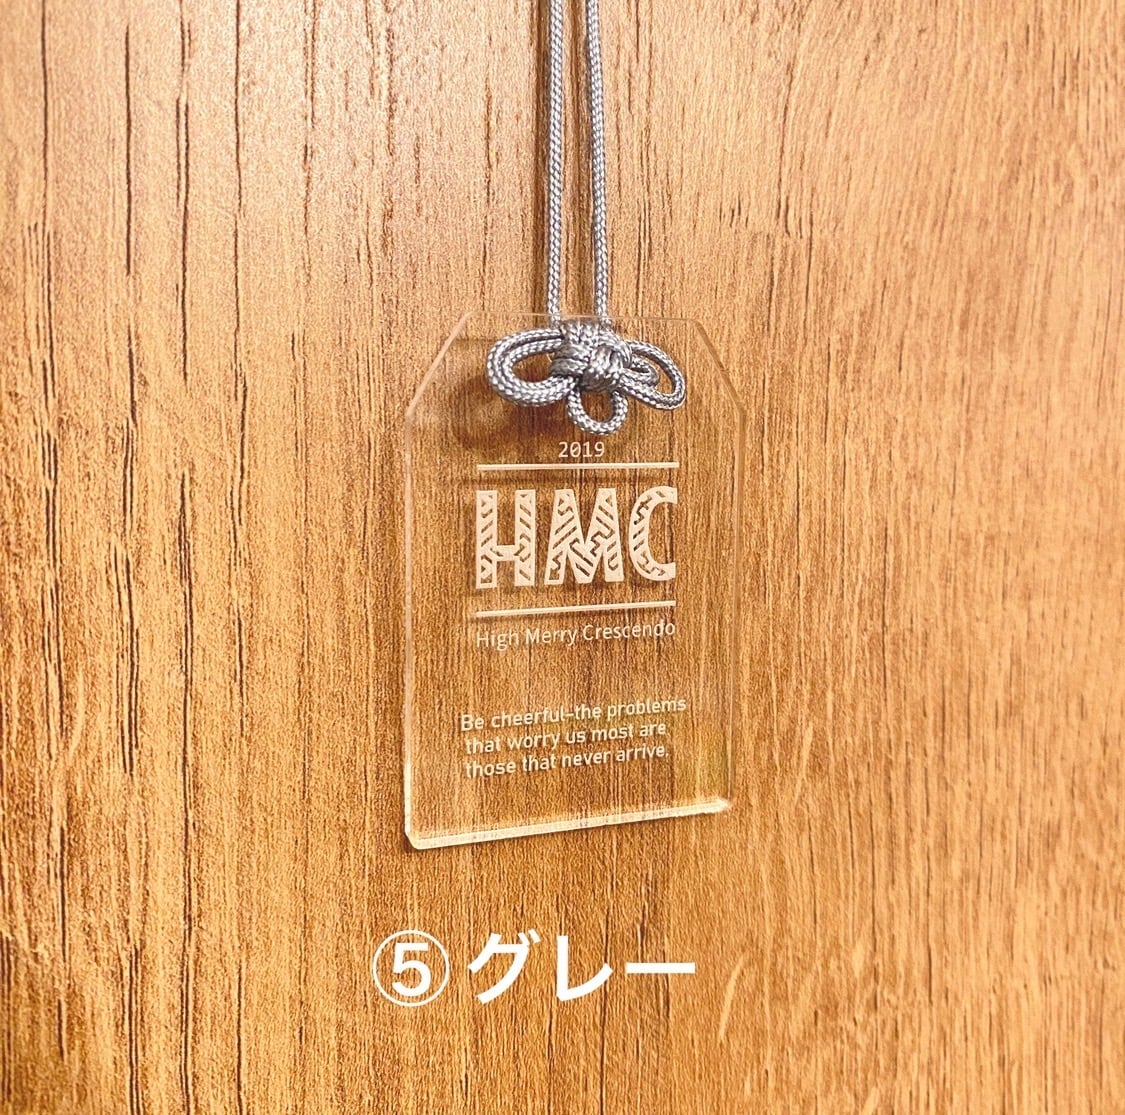 2019
HMC
High Merry Crescendo
Be cheerful–the problems
that worry us most are
those that never arrive.
⑤グレー